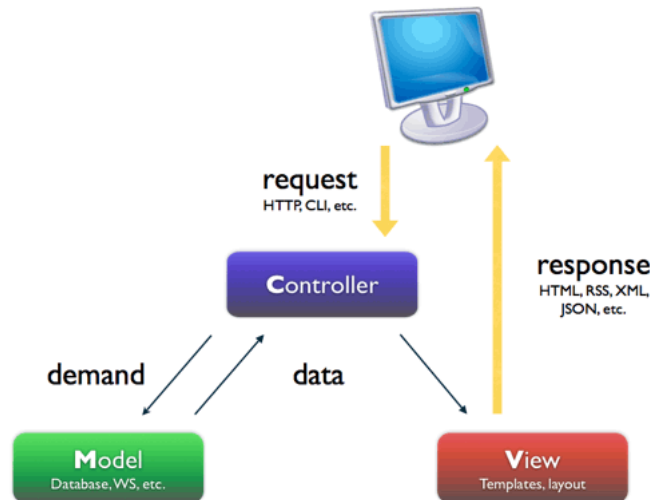 request
HTTP, CLI, etc.
Controller
response
HTML, RSS, XML,
JSON, etc.
demand
data
Model
Database, WS, etc.
View
Templates, layout